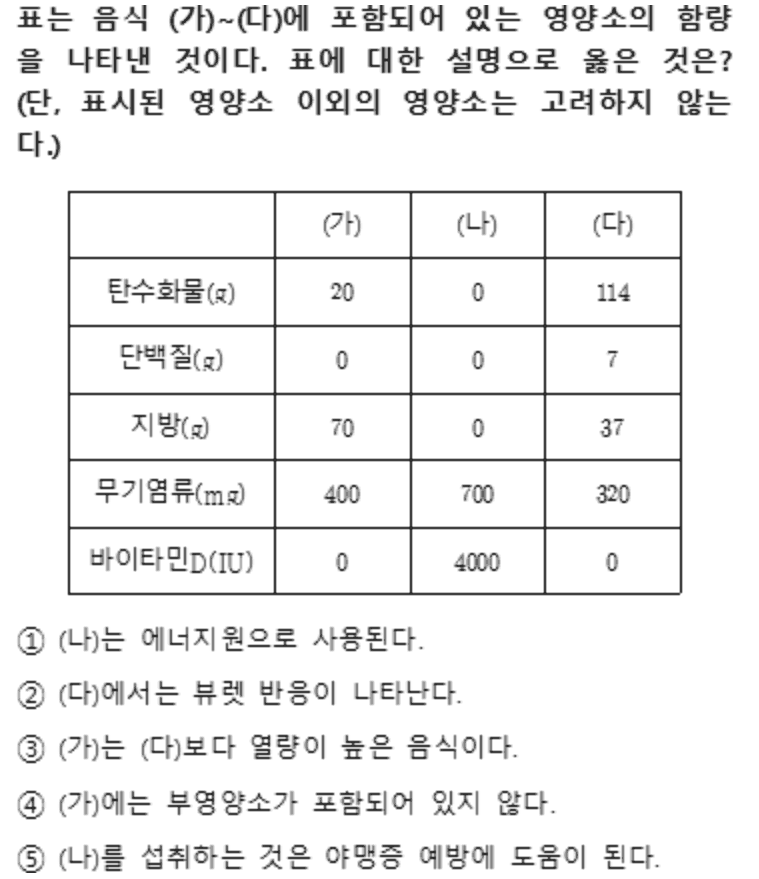 표는 음식 (가)~(다)에 포함되어 있는 영양소의 함량
을 나타낸 것이다. 표에 대한 설명으로 옳은 것은?
(단, 표시된 영양소 이외의 영양소는 고려하지 않는
다.)
(가) (나) (다)
탄수화물(g) 20 0 114
단백질(g) 0 0 7
지방(g) 70 0 37
무기염류(mg) 400 700 320
바이타민D(IU) 0 4000 0
① (나)는 에너지원으로 사용된다.
② (다)에서는 뷰렛 반응이 나타난다.
③ (가)는 (다)보다 열량이 높은 음식이다.
④ (가)에는 부영양소가 포함되어 있지 않다.
⑤ (나)를 섭취하는 것은 야맹증 예방에 도움이 된다.